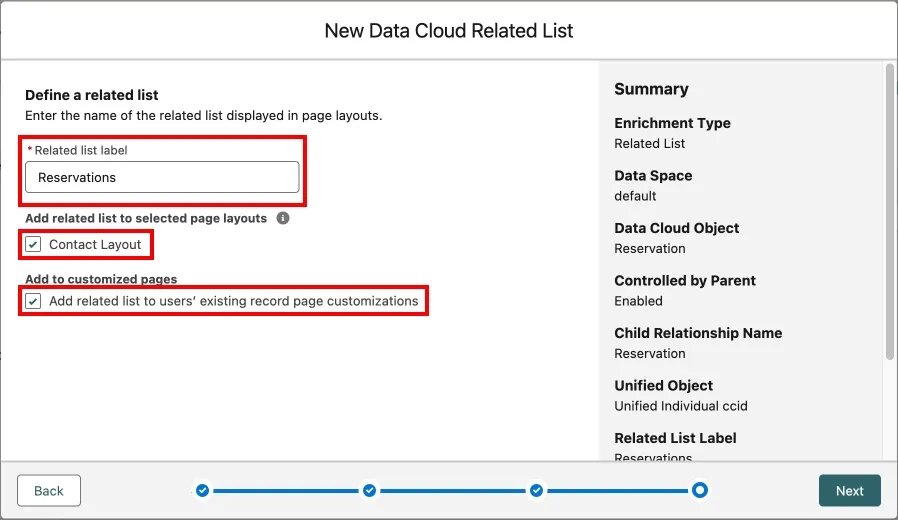 New Data Cloud Related List
Define a related list
Enter the name of the related list displayed in page layouts.
* Related list label
Reservations
Add related list to selected page layouts
Contact Layout
Add to customized pages
Add related list to users’ existing record page customizations
Summary
Enrichment Type
Related List
Data Space
default
Data Cloud Object
Reservation
Controlled by Parent
Enabled
Child Relationship Name
Reservation
Unified Object
Unified Individual ccid
Related List Label
Reservations
Back
Next